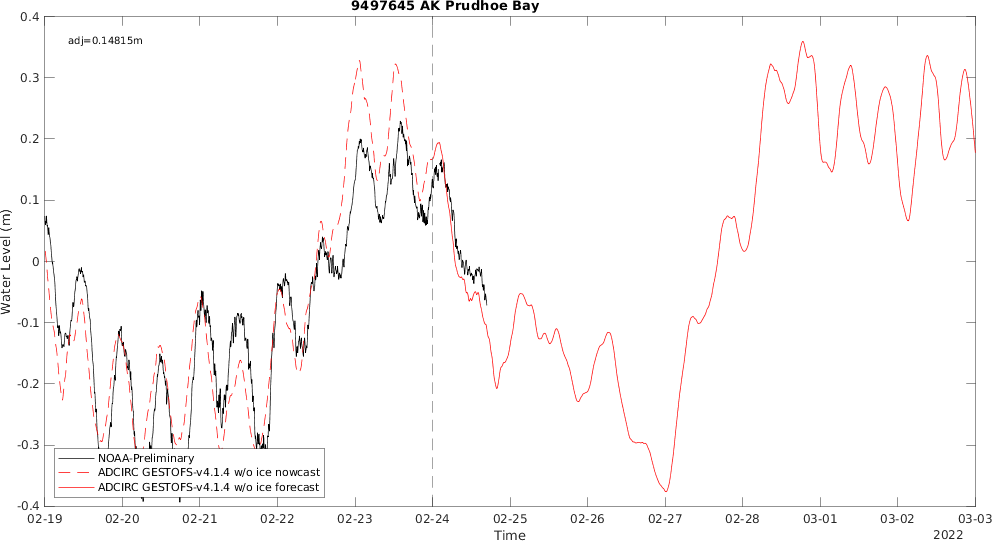 9497645 AK Prudhoe Bay
adj=0.14815m
0.4
0.3
0.2
0.1
0
-0.1
-0.2
-0.3
-0.4
Water Level (m)
NOAA-Preliminary
ADCIRC GESTOFS-v4.1.4 w/o ice nowcast
ADCIRC GESTOFS-v4.1.4 w/o ice forecast
02-19 02-20 02-21 02-22 02-23 02-24 02-25 02-26 02-27 02-28 03-01 03-02 03-03
Time
2022